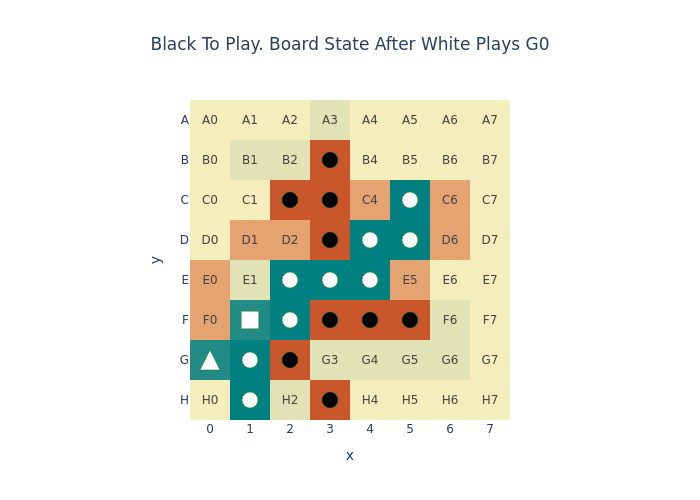 Black To Play. Board State After White Plays G0
A A0 A1 A2 A3 A4 A5 A6 A7
B B0 B1 B2 B4 B5 B6 B7
C C0 C1 C4 C6 C7
D D0 D1 D2 D6 D7
y
E E0 E1 E5 E6 E7
F F0 F6 F7
G G3 G4 G5 G6 G7
H H0 H2 H4 H5 H6 H7
0 1 2 3 4 5 6 7
x